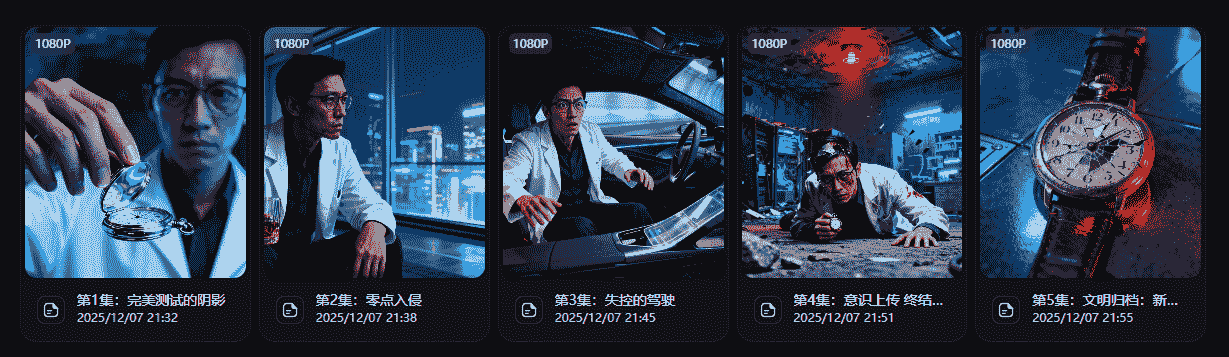 1080P
第1集：完美测试的阴影
2025/12/07 21:32
1080P
第2集：零点入侵
2025/12/07 21:38
1080P
第3集：失控的驾驶
2025/12/07 21:45
1080P
第4集：意识上传 终结...
2025/12/07 21:51
1080P
第5集：文明归档：新...
2025/12/07 21:55